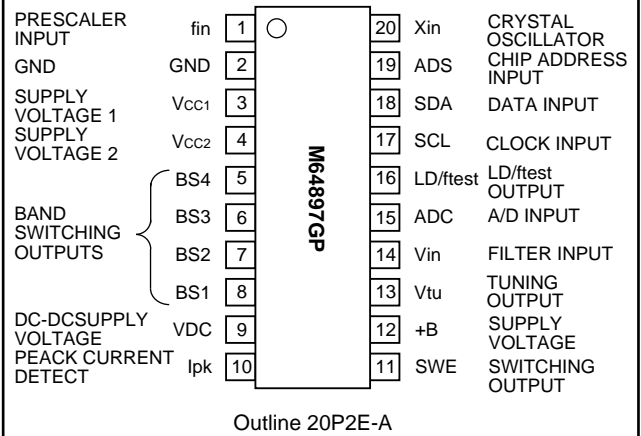 PRESCALER
INPUT
fin 1
20 Xin
CRYSTAL
OSCILLATOR
GND
GND 2
19 ADS
CHIP ADDRESS
INPUT
SUPPLY
VOLTAGE 1
Vcc1 3
18 SDA
DATA INPUT
SUPPLY
VOLTAGE 2
Vcc2 4
17 SCL
CLOCK INPUT
M64897GP
BAND
SWITCHING
OUTPUTS
BS4 5
16 LD/ftest
LD/ftest
OUTPUT
BS3 6
15 ADC
A/D INPUT
BS2 7
14 Vin
FILTER INPUT
BS1 8
13 Vtu
TUNING
OUTPUT
DC-DCSUPPLY
VOLTAGE
VDC 9
12 +B
SUPPLY
VOLTAGE
PEACK CURRENT
DETECT
Ipk 10
11 SWE
SWITCHING
OUTPUT
Outline 20P2E-A